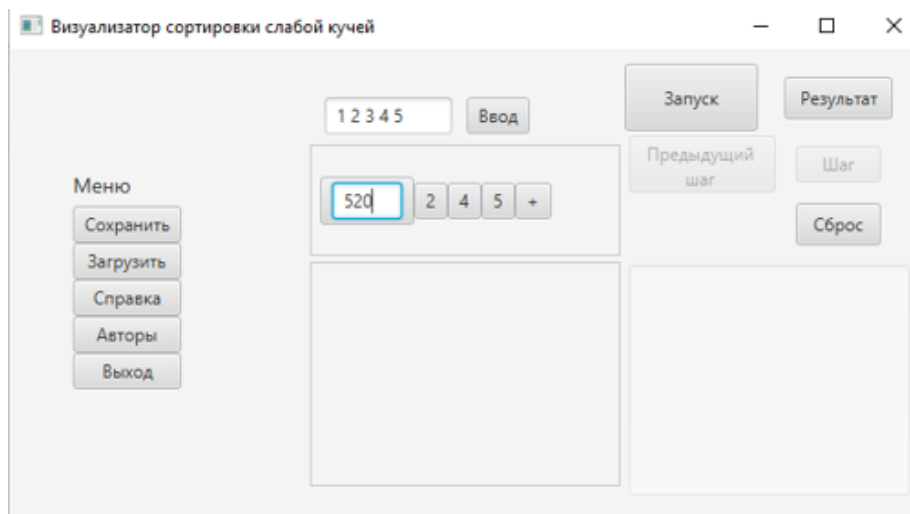 Визуализатор сортировки слабой кучей
1 2 3 4 5
Ввод
Запуск
Результат
Предыдущий
шаг
Шаг
Сброс
Меню
Сохранить
Загрузить
Справка
Авторы
Выход
520
2
4
5
+